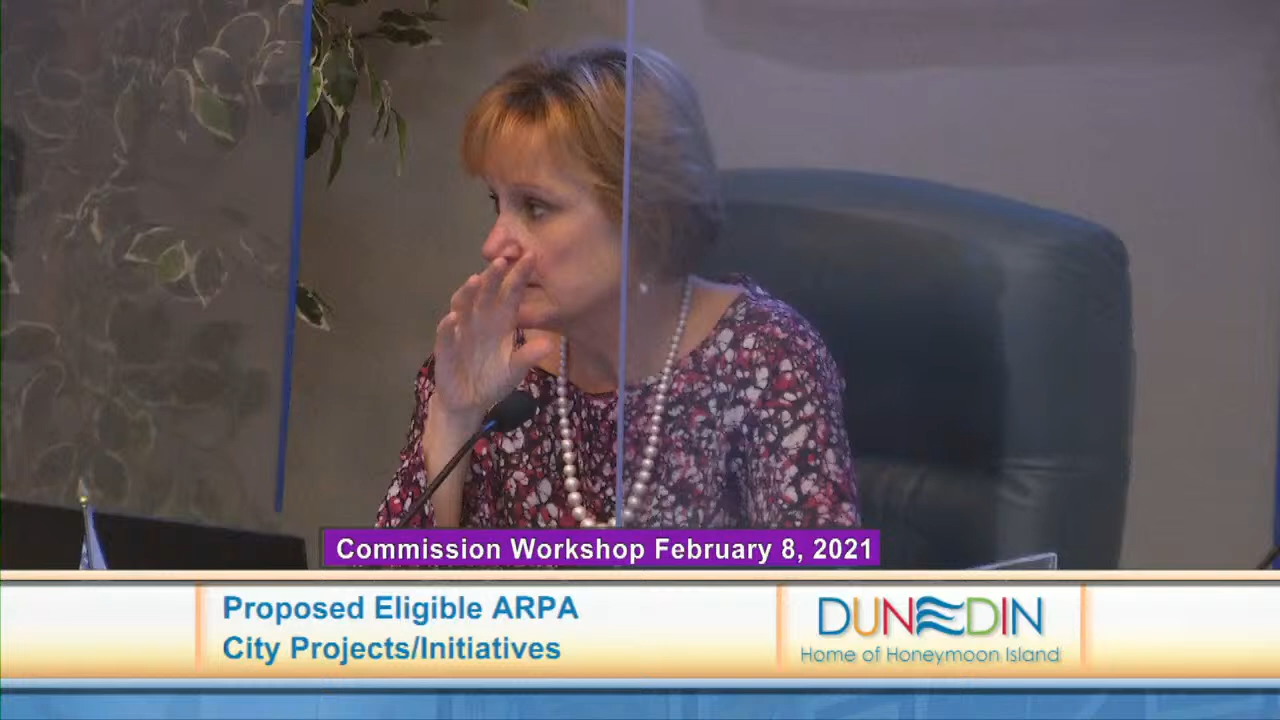 Commission Workshop February 8, 2021
Proposed Eligible ARPA
City Projects/Initiatives
DUNEDIN
Home of Honeymoon Island